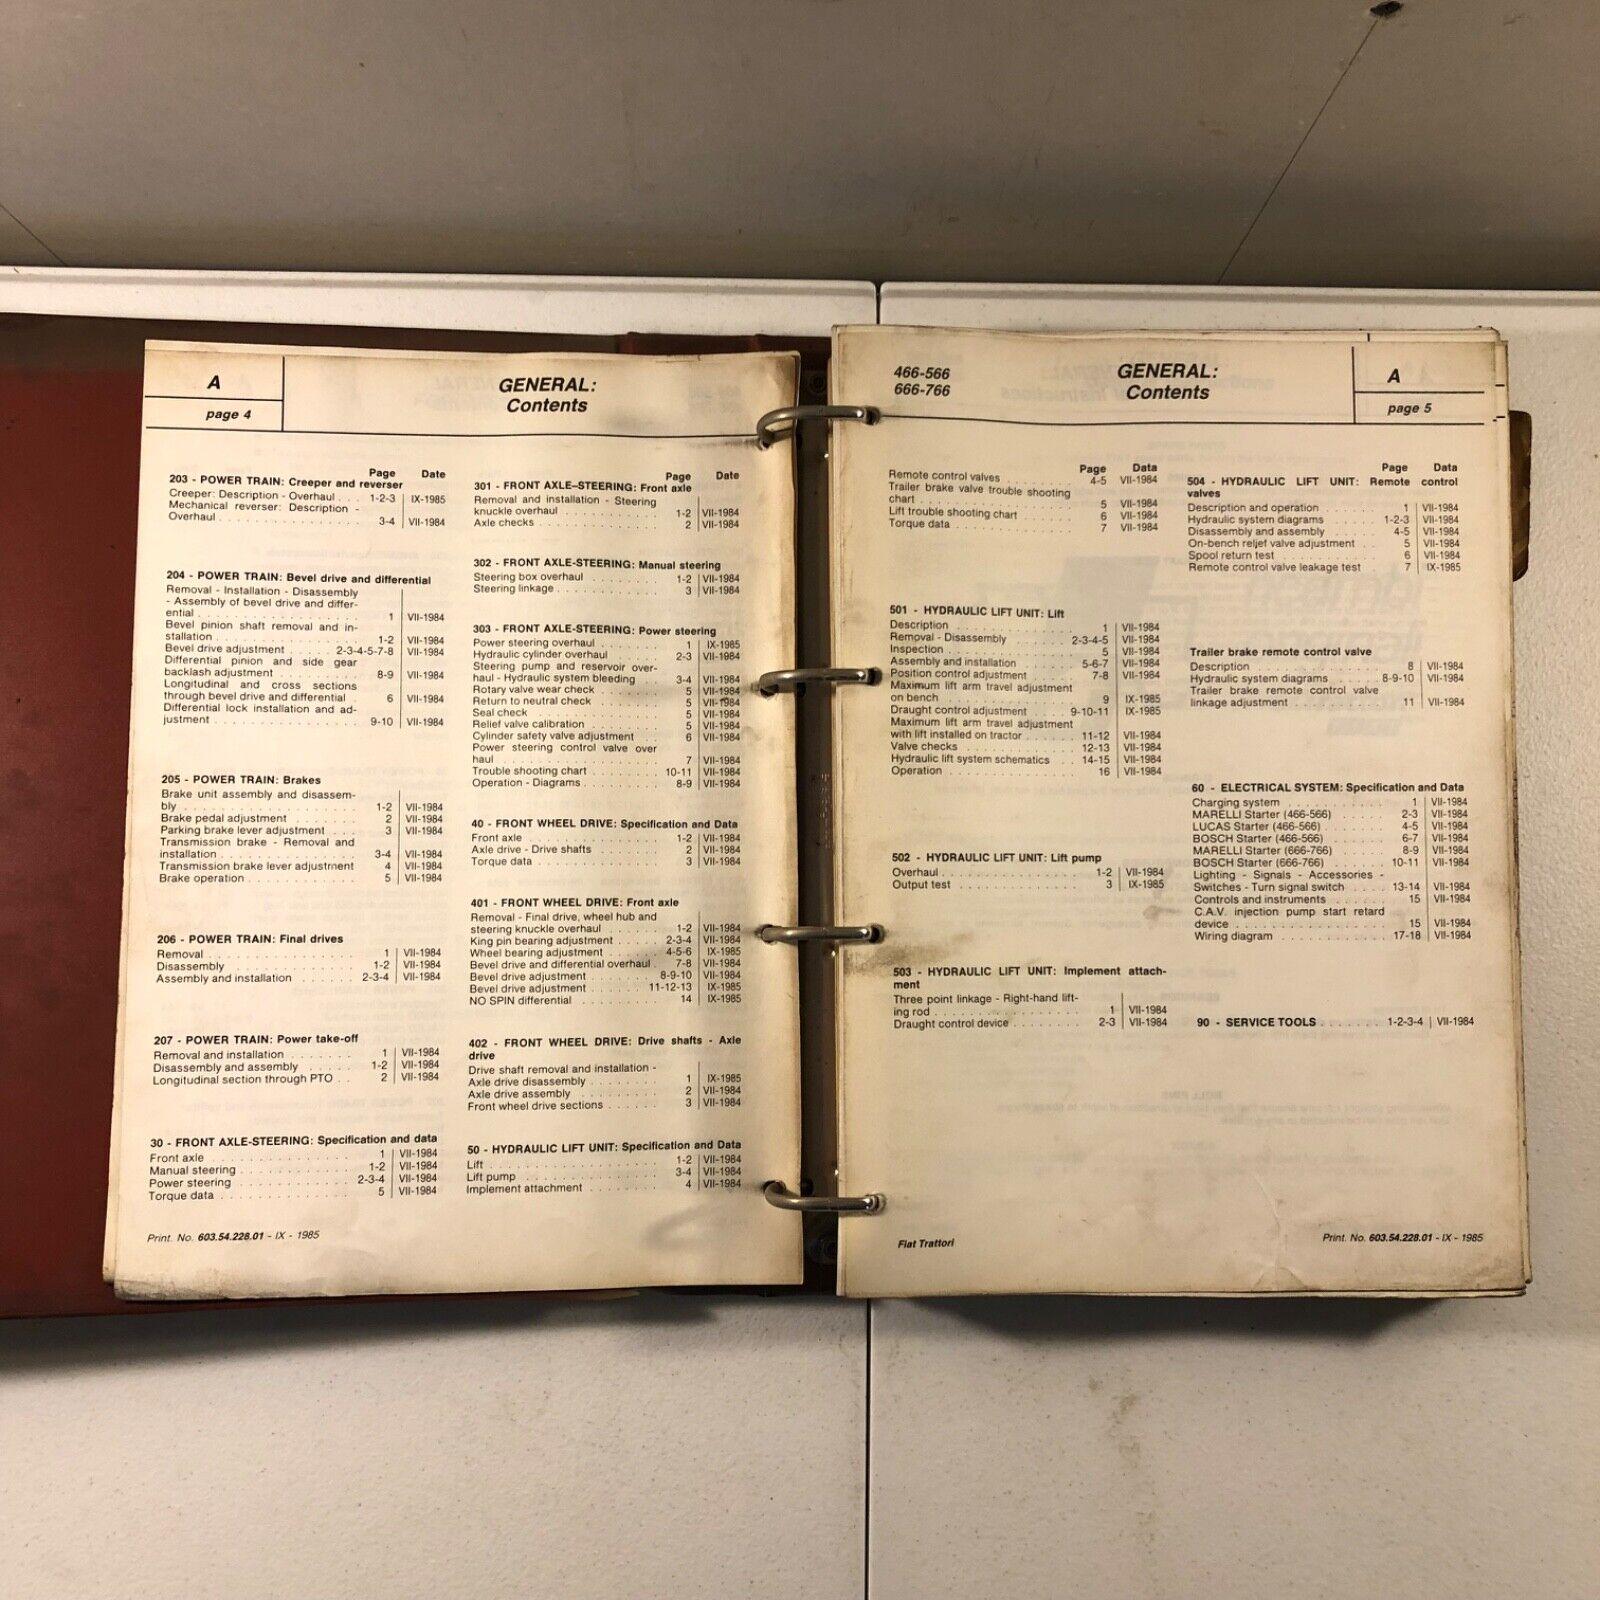 A
page 4
GENERAL:
Contents
Page Date
203 - POWER TRAIN: Creeper and reverser
Creeper: Description - Overhaul . . . 1-2-3 IX-1985
Mechanical reverser: Description -
Overhaul . . . 3-4 VII-1984
204 - POWER TRAIN: Bevel drive and differential
Removal - Installation - Disassembly
- Assembly of bevel drive and differ-
ential . . . 1 VII-1984
Bevel pinion shaft removal and in-
stallation . . . 1-2 VII-1984
Bevel drive adjustment . . . 2-3-4-5-7-8 VII-1984
Differential pinion and side gear
backlash adjustment . . . 8-9 VII-1984
Longitudinal and cross sections
through bevel drive and differential . 6 VII-1984
Differential lock installation and ad-
justment . . . 9-10 VII-1984
205 - POWER TRAIN: Brakes
Brake unit assembly and disassem-
bly . . . 1-2 VII-1984
Brake pedal adjustment . . . 2 VII-1984
Parking brake lever adjustment . . . 3 VII-1984
Transmission brake - Removal and
installation . . . 3-4 VII-1984
Transmission brake lever adjustment 4 VII-1984
Brake operation . . . 5 VII-1984
206 - POWER TRAIN: Final drives
Removal . . . 1 VII-1984
Disassembly . . . 1-2 VII-1984
Assembly and installation . . . 2-3-4 VII-1984
207 - POWER TRAIN: Power take-off
Removal and installation . . . 1 VII-1984
Disassembly and assembly . . . 1-2 VII-1984
Longitudinal section through PTO . . 2 VII-1984
30 - FRONT AXLE-STEERING: Specification and data
Front axle . . . 1 VII-1984
Manual steering . . . 1-2 VII-1984
Power steering . . . 2-3-4 VII-1984
Torque data . . . 5 VII-1984
Page Date
301 - FRONT AXLE–STEERING: Front axle
Removal and installation - Steering
knuckle overhaul . . . 1-2 VII-1984
Axle checks . . . 2 VII-1984
302 - FRONT AXLE-STEERING: Manual steering
Steering box overhaul . . . 1-2 VII-1984
Steering linkage . . . 3 VII-1984
303 - FRONT AXLE-STEERING: Power steering
Power steering overhaul . . . 1 IX-1985
Hydraulic cylinder overhaul . . . 2-3 VII-1984
Steering pump and reservoir over-
haul - Hydraulic system bleeding 3-4 VII-1984
Rotary valve wear check . . . 5 VII-1984
Return to neutral check . . . 5 VII-1984
Seal check . . . 5 VII-1984
Relief valve calibration . . . 5 VII-1984
Cylinder safety valve adjustment . . 6 VII-1984
Power steering control valve over
haul . . . 7 VII-1984
Trouble shooting chart . . . 10-11 VII-1984
Operation - Diagrams . . . 8-9 VII-1984
40 - FRONT WHEEL DRIVE: Specification and Data
Front axle . . . 1-2 VII-1984
Axle drive - Drive shafts . . . 2 VII-1984
Torque data . . . 3 VII-1984
401 - FRONT WHEEL DRIVE: Front axle
Removal - Final drive, wheel hub and
steering knuckle overhaul . . . 1-2 VII-1984
King pin bearing adjustment . . . 2-3-4 VII-1984
Wheel bearing adjustment . . . 4-5-6 IX-1985
Bevel drive and differential overhaul . 7-8 VII-1984
Bevel drive adjustment . . . 8-9-10 VII-1984
Bevel drive adjustment . . . 11-12-13 IX-1985
NO SPIN differential . . . 14 IX-1985
402 - FRONT WHEEL DRIVE: Drive shafts - Axle
drive
Drive shaft removal and installation -
Axle drive disassembly . . . 1 IX-1985
Axle drive assembly . . . 2 VII-1984
Front wheel drive sections . . . 3 VII-1984
50 - HYDRAULIC LIFT UNIT: Specification and Data
Lift . . . 1-2 VII-1984
Lift pump . . . 3-4 VII-1984
Implement attachment . . . 4 VII-1984
Print. No. 603.54.228.01 - IX - 1985
466-566
666-766
GENERAL:
Contents
A
page 5
Page Data
Remote control valves . . . 4-5 VII-1984
Trailer brake valve trouble shooting
chart . . . 5 VII-1984
Lift trouble shooting chart . . . 6 VII-1984
Torque data . . . 7 VII-1984
501 - HYDRAULIC LIFT UNIT: Lift
Description . . . 1 VII-1984
Removal - Disassembly . . . 2-3-4-5 VII-1984
Inspection . . . 5 VII-1984
Assembly and installation . . . 5-6-7 VII-1984
Position control adjustment . . . 7-8 VII-1984
Maximum lift arm travel adjustment
on bench . . . 9 IX-1985
Draught control adjustment . . . 9-10-11 IX-1985
Maximum lift arm travel adjustment
with lift installed on tractor . . . 11-12 VII-1984
Valve checks . . . 12-13 VII-1984
Hydraulic lift system schematics . . 14-15 VII-1984
Operation . . . 16 VII-1984
502 - HYDRAULIC LIFT UNIT: Lift pump
Overhaul . . . 1-2 VII-1984
Output test . . . 3 IX-1985
503 - HYDRAULIC LIFT UNIT: Implement attach-
ment
Three point linkage - Right-hand lift-
ing rod . . . 1 VII-1984
Draught control device . . . 2-3 VII-1984
Page Data
504 - HYDRAULIC LIFT UNIT: Remote control
valves
Description and operation . . . 1 VII-1984
Hydraulic system diagrams . . . 1-2-3 VII-1984
Disassembly and assembly . . . 4-5 VII-1984
On-bench relief valve adjustment . . 5 VII-1984
Spool return test . . . 6 VII-1984
Remote control valve leakage test . 7 IX-1985
Trailer brake remote control valve
Description . . . 8 VII-1984
Hydraulic system diagrams . . . 8-9-10 VII-1984
Trailer brake remote control valve
linkage adjustment . . . 11 VII-1984
60 - ELECTRICAL SYSTEM: Specification and Data
Charging system . . . 1 VII-1984
MARELLI Starter (466-566) . . . 2-3 VII-1984
LUCAS Starter (466-566) . . . 4-5 VII-1984
BOSCH Starter (466-566) . . . 6-7 VII-1984
MARELLI Starter (666-766) . . . 8-9 VII-1984
BOSCH Starter (666-766) . . . 10-11 VII-1984
Lighting - Signals - Accessories -
Switches - Turn signal switch . . . 13-14 VII-1984
Controls and instruments . . . 15 VII-1984
C.A.V. injection pump start retard
device . . . 15 VII-1984
Wiring diagram . . . 17-18 VII-1984
90 - SERVICE TOOLS . . . 1-2-3-4 VII-1984
Fiat Trattori
Print. No. 603.54.228.01 - IX - 1985